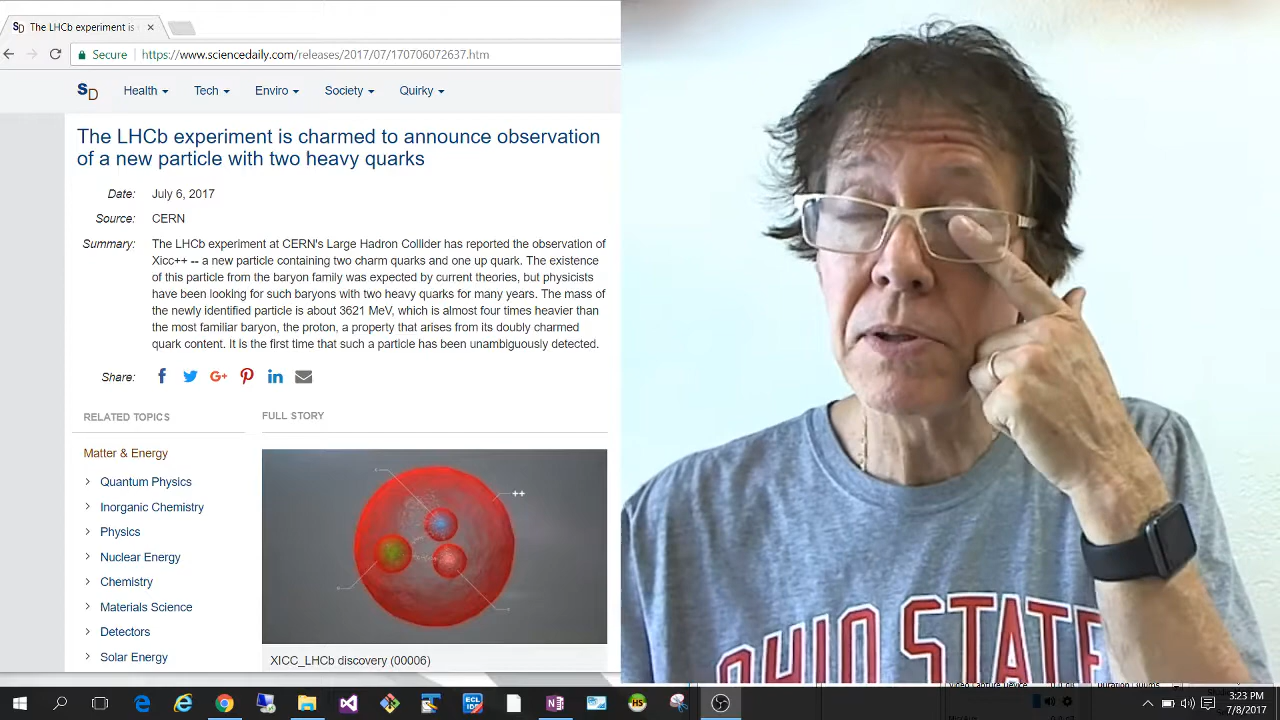 The LHCb experiment is
Secure https://www.sciencedaily.com/releases/2017/07/170706072637.htm
SD Health Tech Enviro Society Quirky
The LHCb experiment is charmed to announce observation
of a new particle with two heavy quarks
Date: July 6, 2017
Source: CERN
Summary: The LHCb experiment at CERN's Large Hadron Collider has reported the observation of
Xicc++ -- a new particle containing two charm quarks and one up quark. The existence
of this particle from the baryon family was expected by current theories, but physicists
have been looking for such baryons with two heavy quarks for many years. The mass of
the newly identified particle is about 3621 MeV, which is almost four times heavier than
the most familiar baryon, the proton, a property that arises from its doubly charmed
quark content. It is the first time that such a particle has been unambiguously detected.
Share:
RELATED TOPICS
Matter & Energy
Quantum Physics
Inorganic Chemistry
Physics
Nuclear Energy
Chemistry
Materials Science
Detectors
Solar Energy
FULL STORY
++
XICC_LHCb discovery (00006)
OHIO STATE
ECL
HS
3:23 PM
7/8/2017